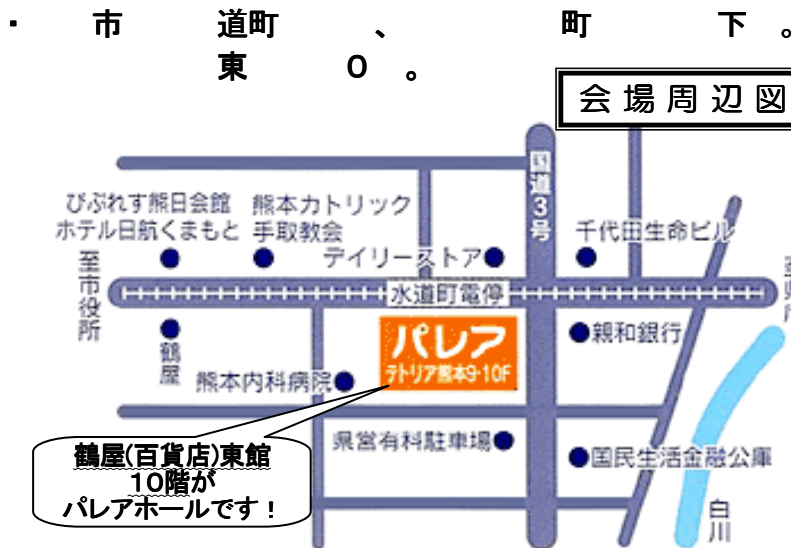 ・ 市 道町 、 町 下 。
東 0 。
会場周辺図
国道3号
びぷれす熊日会館
ホテル日航くまもと
熊本カトリック
手取教会
デイリーストア
千代田生命ビル
至市役所
水道町電停
至県庁
鶴屋
パレア
テトリア熊本9・10F
親和銀行
熊本内科病院
県営有料駐車場
国民生活金融公庫
鶴屋(百貨店)東館
10階が
パレアホールです!
白川